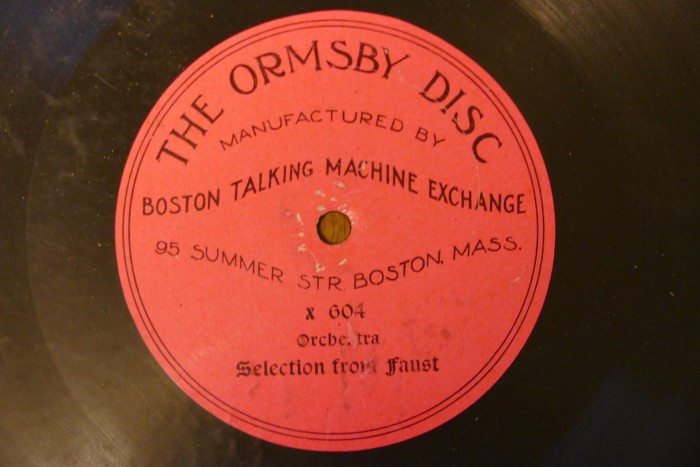 THE ORMSBY DISC
MANUFACTURED BY
BOSTON TALKING MACHINE EXCHANGE
95 SUMMER STR. BOSTON, MASS.
x 604
Orchestra
Selection from Faust